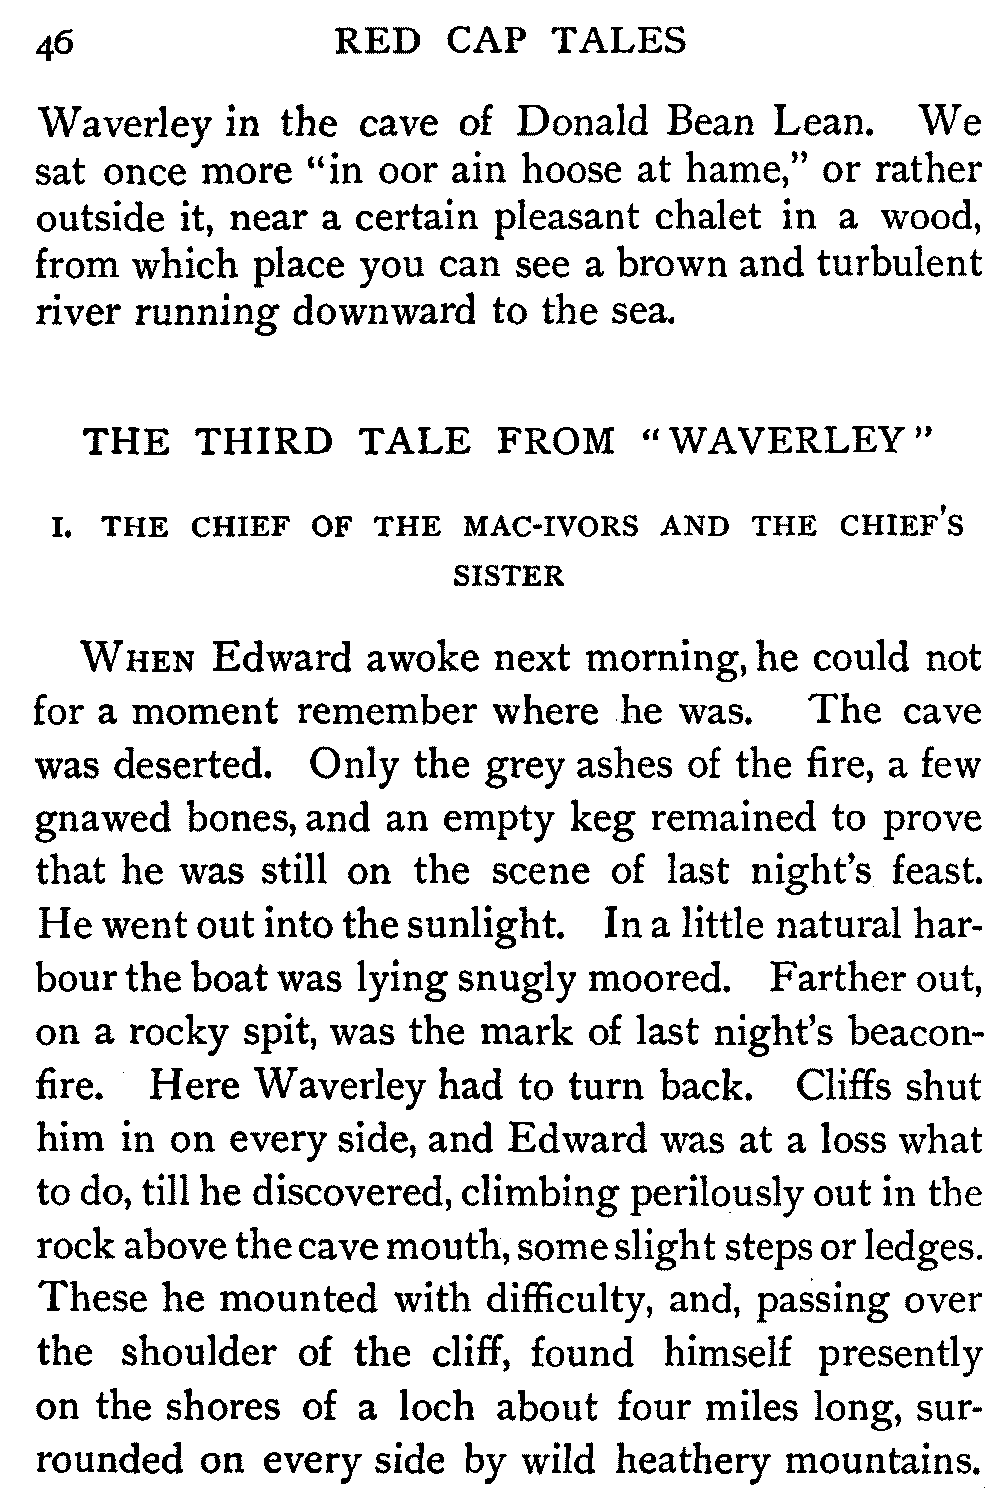 46 RED CAP TALES
Waverley in the cave of Donald Bean Lean. We
sat once more "in oor ain hoose at hame," or rather
outside it, near a certain pleasant chalet in a wood,
from which place you can see a brown and turbulent
river running downward to the sea.
THE THIRD TALE FROM "WAVERLEY"
I. THE CHIEF OF THE MAC-IVORS AND THE CHIEF'S
SISTER
WHEN Edward awoke next morning, he could not
for a moment remember where he was. The cave
was deserted. Only the grey ashes of the fire, a few
gnawed bones, and an empty keg remained to prove
that he was still on the scene of last night's feast.
He went out into the sunlight. In a little natural har-
bour the boat was lying snugly moored. Farther out,
on a rocky spit, was the mark of last night's beacon-
fire. Here Waverley had to turn back. Cliffs shut
him in on every side, and Edward was at a loss what
to do, till he discovered, climbing perilously out in the
rock above the cave mouth, some slight steps or ledges.
These he mounted with difficulty, and, passing over
the shoulder of the cliff, found himself presently
on the shores of a loch about four miles long, sur-
rounded on every side by wild heathery mountains.